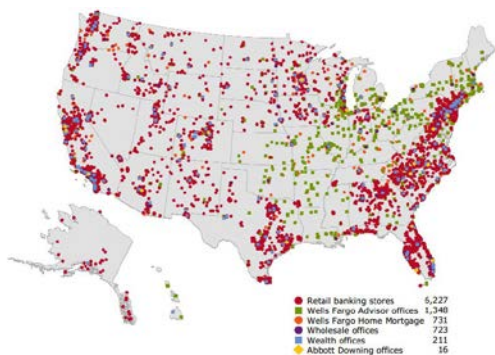 Retail banking stores 6,227
Wells Fargo Advisor offices 1,340
Wells Fargo Home Mortgage 731
Wholesale offices 723
Wealth offices 211
Abbott Downing offices 16